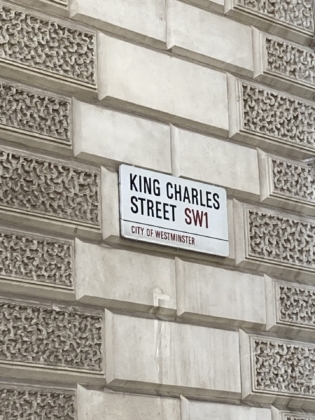 KING CHARLES
STREET SW1
CITY OF WESTMINSTER